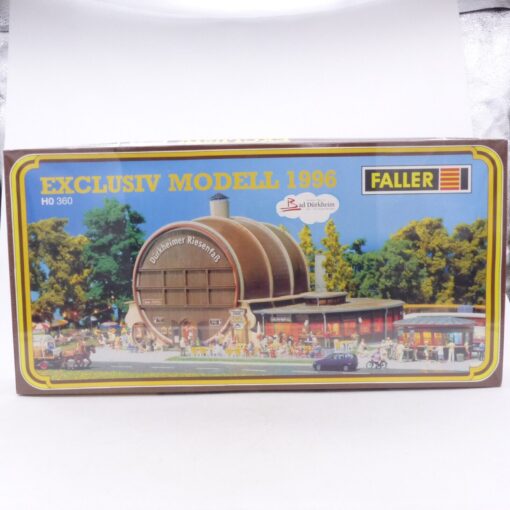 EXCLUSIV MODELL 1996
HO 360
FALLER
Bad Dürkheim
Dürkheimer Riesenfaß